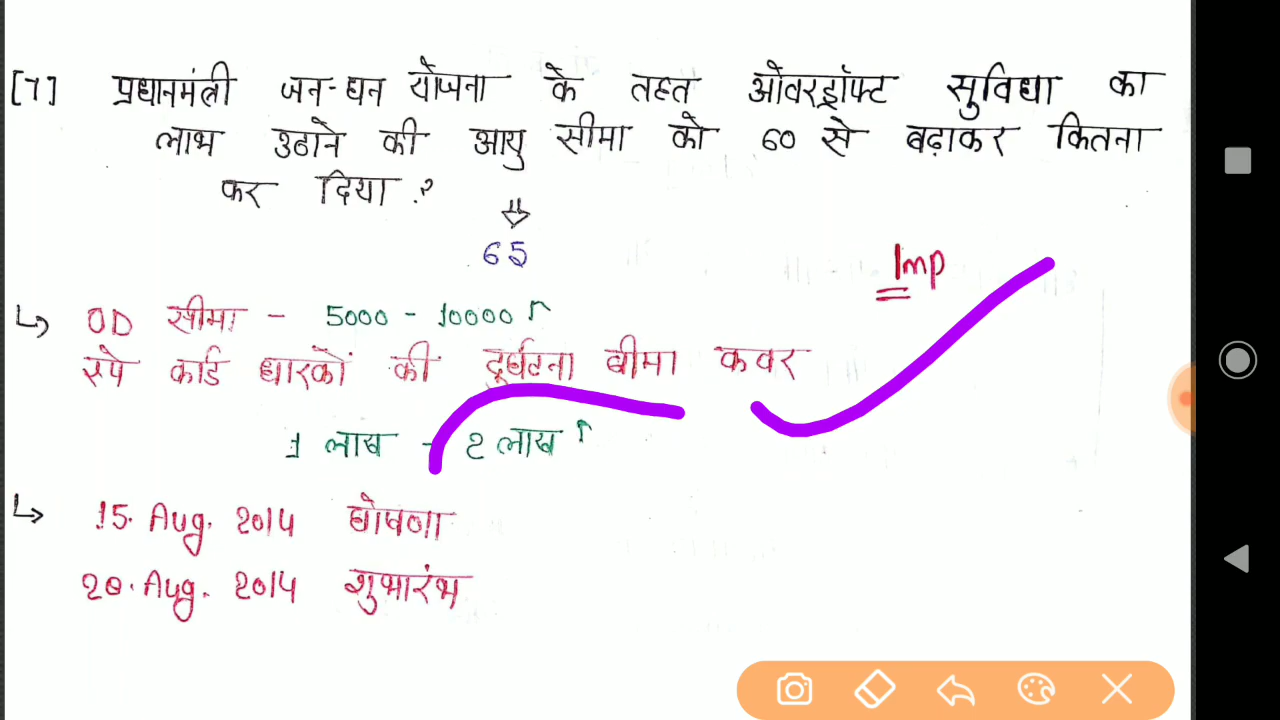 [7] प्रधानमंत्री जन-धन योजना के तहत ओवरड्रॉफ्ट सुविधा का
लाभ उठाने की आयु सीमा को 60 से बढ़ाकर कितना
कर दिया ?
⇓
65
Imp
↳ OD सीमा - 5000 - 10000 ↑
रुपे कार्ड धारकों की दूर्घटना बीमा कवर
1 लाख - 2 लाख ↑
↳ 15. Aug. 2014 घोषणा
28. Aug. 2014 शुभारंभ